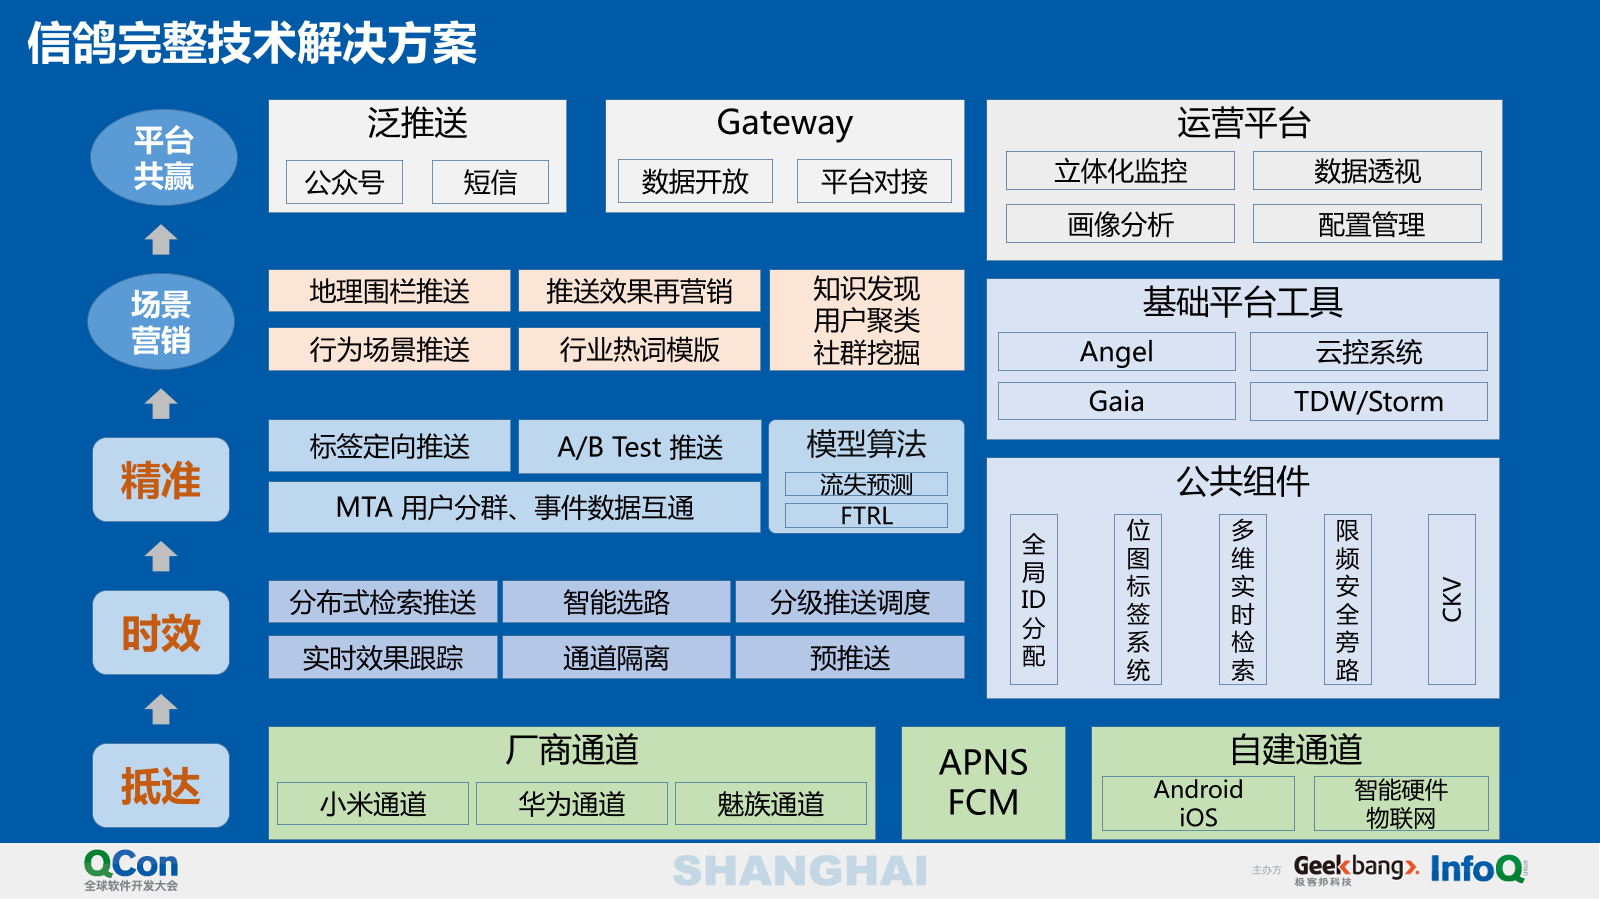 信鸽完整技术解决方案
平台
共赢
泛推送
公众号
短信
Gateway
数据开放
平台对接
运营平台
立体化监控
数据透视
画像分析
配置管理
场景
营销
地理围栏推送
推送效果再营销
行为场景推送
行业热词模版
知识发现
用户聚类
社群挖掘
基础平台工具
Angel
云控系统
Gaia
TDW/Storm
精准
标签定向推送
A/B Test 推送
MTA 用户分群、事件数据互通
模型算法
流失预测
FTRL
公共组件
全局ID分配
位图标签系统
多维实时检索
限频安全旁路
CKV
时效
分布式检索推送
智能选路
分级推送调度
实时效果跟踪
通道隔离
预推送
抵达
厂商通道
小米通道
华为通道
魅族通道
APNS
FCM
自建通道
Android
iOS
智能硬件
物联网
QCon
全球软件开发大会
SHANGHAI
主办方
Geekbang>.
极客邦科技
InfoQ